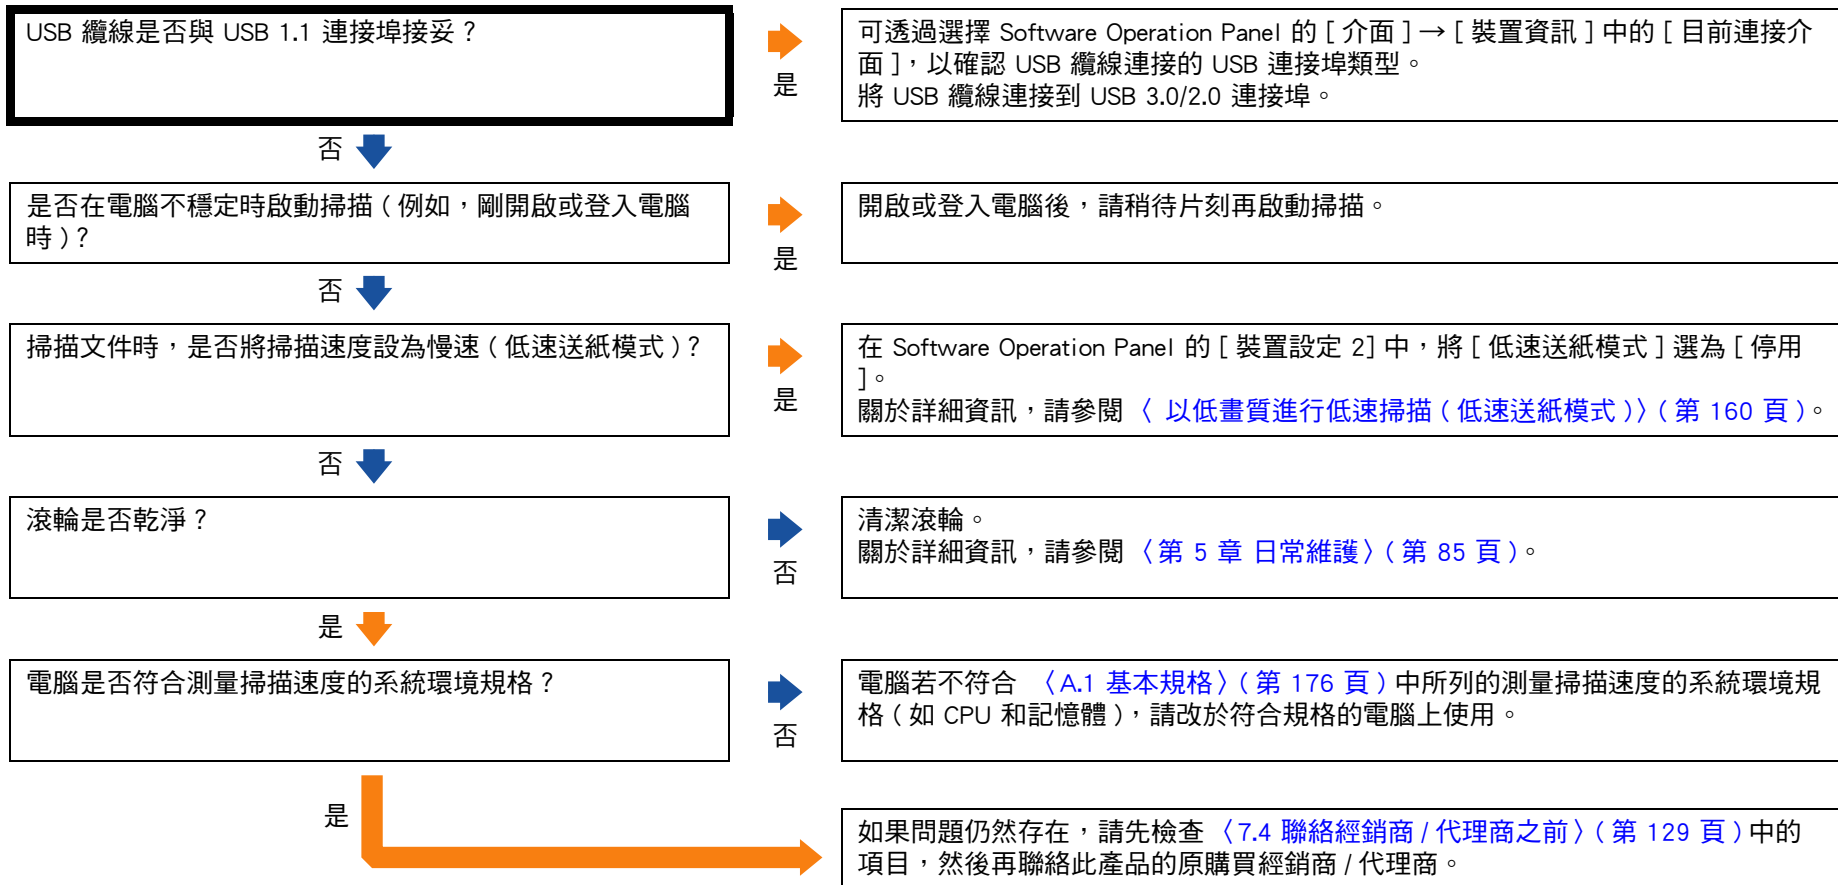 USB 纜線是否與 USB 1.1 連接埠接妥？
是
可透過選擇 Software Operation Panel 的 [ 介面 ] → [ 裝置資訊 ] 中的 [ 目前連接介
面 ]，以確認 USB 纜線連接的 USB 連接埠類型。
將 USB 纜線連接到 USB 3.0/2.0 連接埠。
否
是否在電腦不穩定時啟動掃描 ( 例如，剛開啟或登入電腦
時 )？
是
開啟或登入電腦後，請稍待片刻再啟動掃描。
否
掃描文件時，是否將掃描速度設為慢速 ( 低速送紙模式 )？
是
在 Software Operation Panel 的 [ 裝置設定 2] 中，將 [ 低速送紙模式 ] 選為 [ 停用
]。
關於詳細資訊，請參閱 〈 以低畫質進行低速掃描 ( 低速送紙模式 )〉( 第 160 頁 )。
否
滾輪是否乾淨？
否
清潔滾輪。
關於詳細資訊，請參閱 〈第 5 章 日常維護〉( 第 85 頁 )。
是
電腦是否符合測量掃描速度的系統環境規格？
否
電腦若不符合 〈A.1 基本規格〉( 第 176 頁 ) 中所列的測量掃描速度的系統環境規
格 ( 如 CPU 和記憶體 )，請改於符合規格的電腦上使用。
是
如果問題仍然存在，請先檢查 〈7.4 聯絡經銷商 / 代理商之前〉( 第 129 頁 ) 中的
項目，然後再聯絡此產品的原購買經銷商 / 代理商。